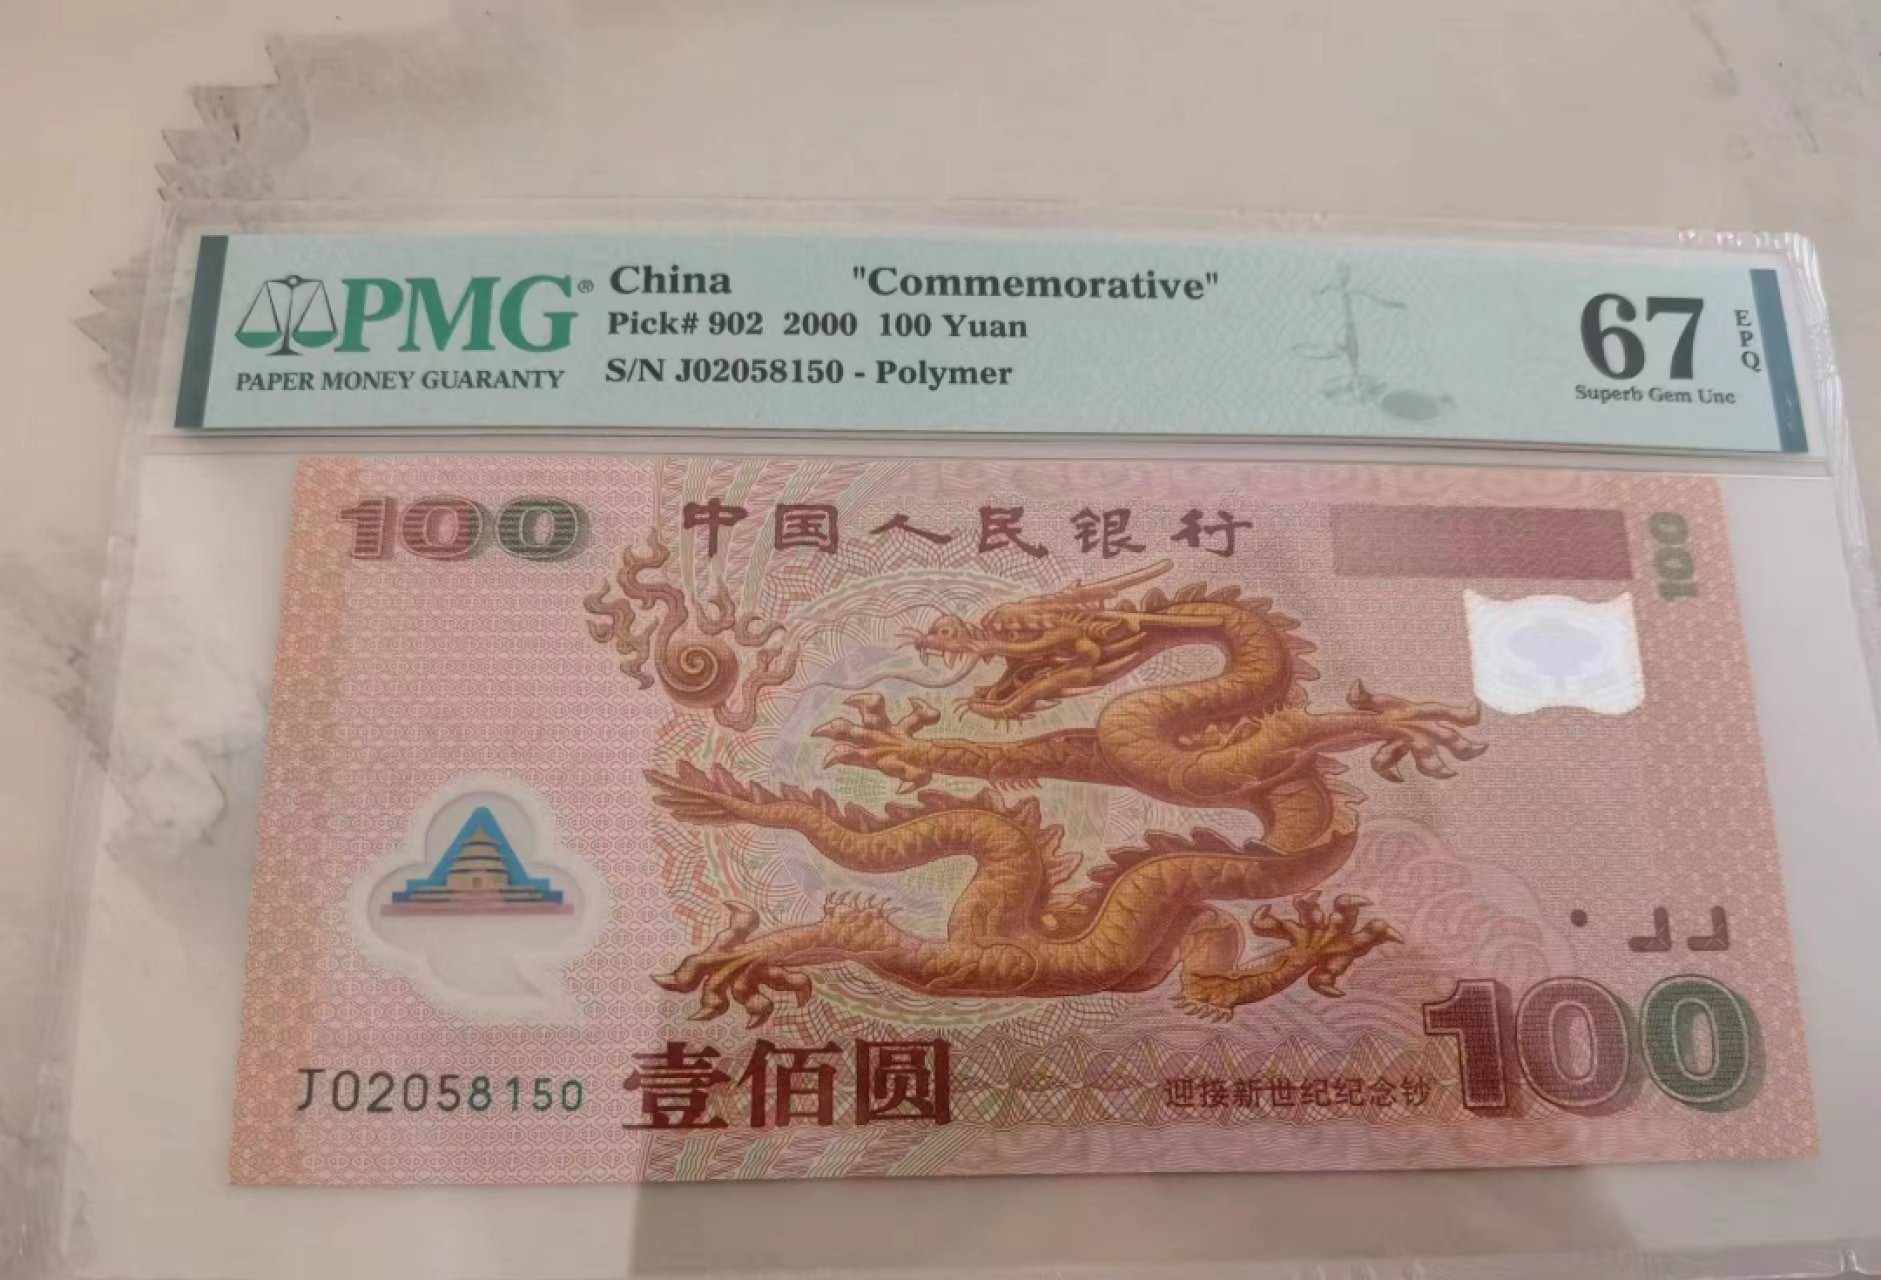 PMG® China "Commemorative"
Pick# 902 2000 100 Yuan
PAPER MONEY GUARANTY S/N J02058150 - Polymer
67 EPQ
Superb Gem Unc
100 中国人民银行 100
J02058150 壹佰圆 迎接新世纪纪念钞 100